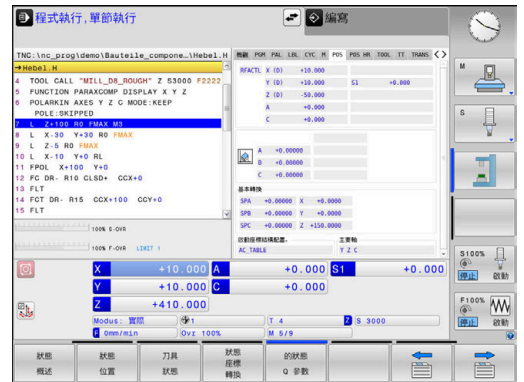 程式執行,單節執行
編寫
TNC:\nc_prog\demo\Bauteile_compone…\Hebel.H
→Hebel.H
4 TOOL CALL "MILL_D8_ROUGH" Z S3000 F2222
5 FUNCTION PARAXCOMP DISPLAY X Y Z
6 POLARKIN AXES Y Z C MODE:KEEP
POLE:SKIPPED
7 L Z+100 R0 FMAX M3
8 L X-30 Y+30 R0 FMAX
9 L Z-5 R0 FMAX
10 L X-10 Y+0 RL
11 FPOL X+100 Y+0
12 FC DR- R10 CLSD+ CCX+0
13 FLT
14 FCT DR- R15 CCX+100 CCY+0
15 FLT
100% S-OVR
100% F-OVR LIMIT 1
概觀 PGM PAL LBL CYC M POS POS HR TOOL TT TRANS
RFACTL X (D) +10.000
Y (D) +10.000 S1 +0.000
Z (D) -50.000
A +0.000
C +0.000
A +0.00000
B +0.00000
C +0.00000
基本轉換
SPA +0.00000 X +0.0000
SPB +0.00000 Y +0.0000
SPC +0.00000 Z +150.0000
啟動座標結構配置。 主要軸
AC_TABLE Y Z C
X +10.000 A +0.000 S1 +0.000
Y +10.000 C +0.000
Z +410.000
Modus: 實際 1 T 4 Z S 3000
F 0mm/min Ovr 100% M 5/9
M
S
S100%
停止 啟動
F100%
停止 啟動
狀態 概述
狀態 位置
刀具 狀態
狀態 座標 轉換
的狀態 Q 參數